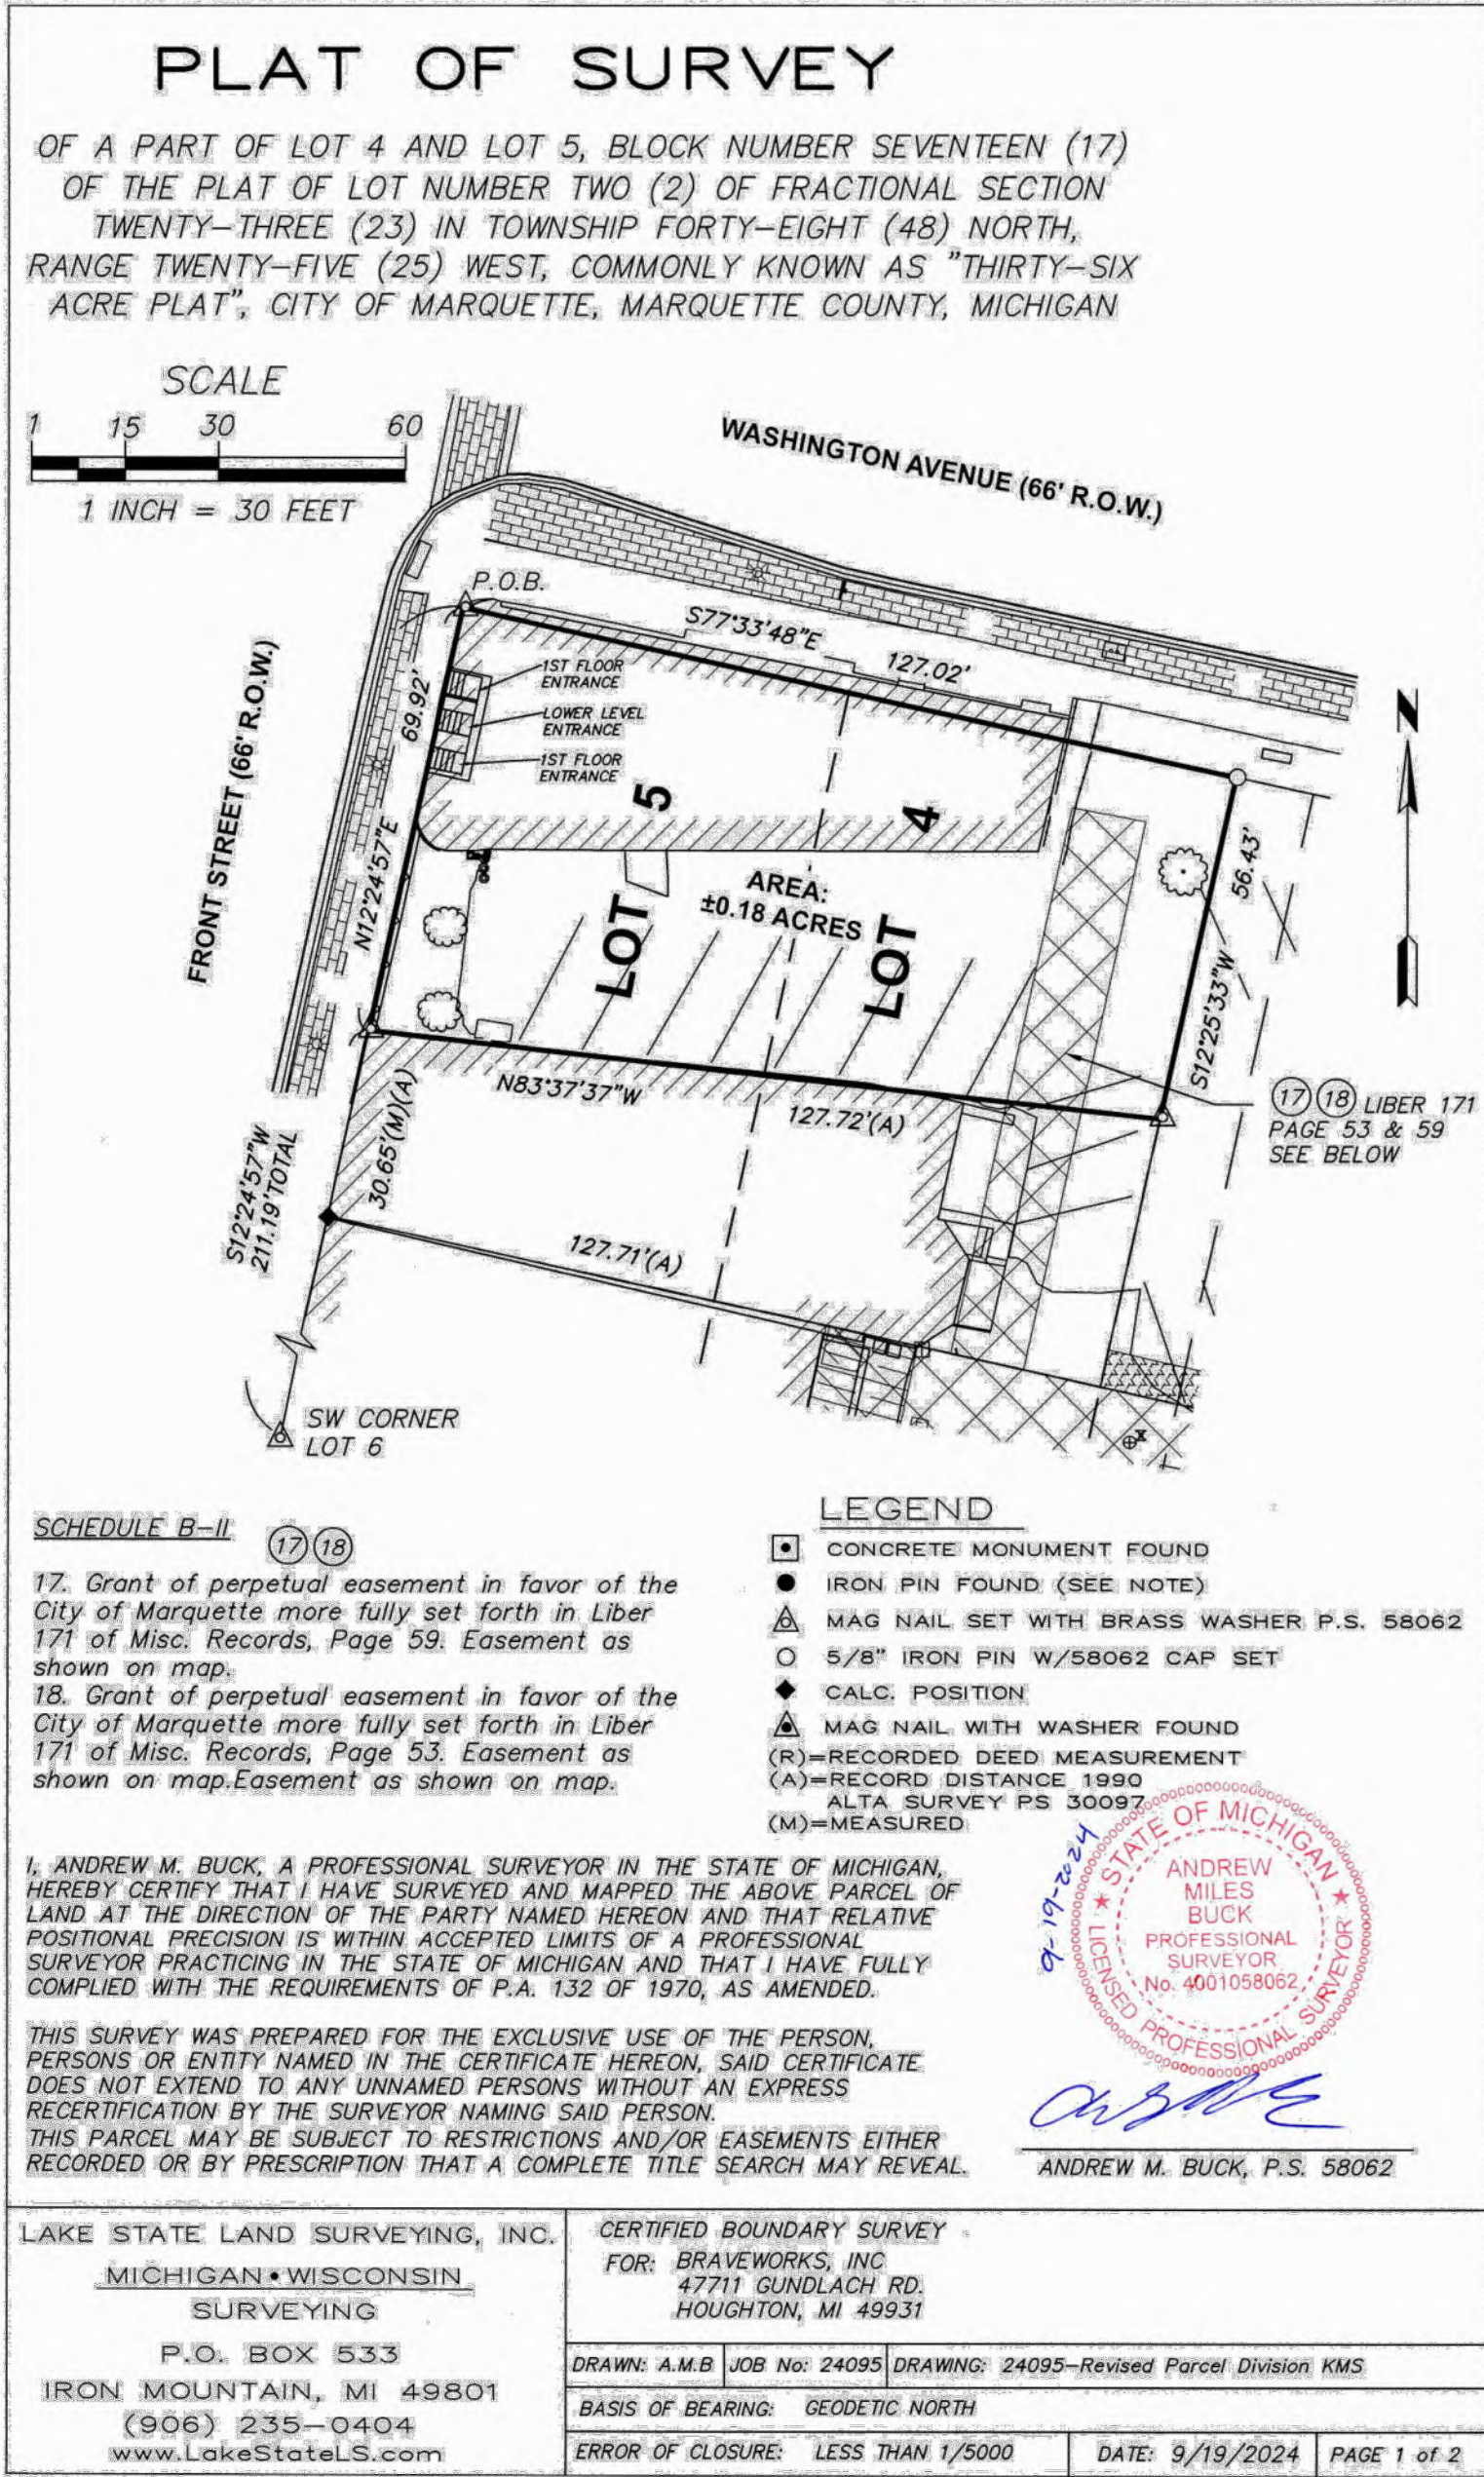 PLAT OF SURVEY
OF A PART OF LOT 4 AND LOT 5, BLOCK NUMBER SEVENTEEN (17)
OF THE PLAT OF LOT NUMBER TWO (2) OF FRACTIONAL SECTION
TWENTY-THREE (23) IN TOWNSHIP FORTY-EIGHT (48) NORTH,
RANGE TWENTY-FIVE (25) WEST, COMMONLY KNOWN AS "THIRTY-SIX
ACRE PLAT", CITY OF MARQUETTE, MARQUETTE COUNTY, MICHIGAN
SCALE
1 15 30 60
1 INCH = 30 FEET
WASHINGTON AVENUE (66' R.O.W.)
P.O.B.
S77°33'48"E
127.02'
1ST FLOOR
ENTRANCE
LOWER LEVEL
ENTRANCE
1ST FLOOR
ENTRANCE
69.92'
N12°24'57"E
FRONT STREET (66' R.O.W.)
N
LOT 5
LOT 4
AREA:
±0.18 ACRES
56.43'
S12°25'33"W
N83°37'37"W
127.72'(A)
17 18 LIBER 171
PAGE 53 & 59
SEE BELOW
30.65'(M)(A)
S12°24'57"W
211.19'TOTAL
127.71'(A)
SW CORNER
LOT 6
SCHEDULE B-II
17 18
17. Grant of perpetual easement in favor of the
City of Marquette more fully set forth in Liber
171 of Misc. Records, Page 59. Easement as
shown on map.
18. Grant of perpetual easement in favor of the
City of Marquette more fully set forth in Liber
171 of Misc. Records, Page 53. Easement as
shown on map.Easement as shown on map.
LEGEND
CONCRETE MONUMENT FOUND
IRON PIN FOUND (SEE NOTE)
MAG NAIL SET WITH BRASS WASHER P.S. 58062
5/8" IRON PIN W/58062 CAP SET
CALC. POSITION
MAG NAIL WITH WASHER FOUND
(R)=RECORDED DEED MEASUREMENT
(A)=RECORD DISTANCE 1990
ALTA SURVEY PS 30097
(M)=MEASURED
I, ANDREW M. BUCK, A PROFESSIONAL SURVEYOR IN THE STATE OF MICHIGAN,
HEREBY CERTIFY THAT I HAVE SURVEYED AND MAPPED THE ABOVE PARCEL OF
LAND AT THE DIRECTION OF THE PARTY NAMED HEREON AND THAT RELATIVE
POSITIONAL PRECISION IS WITHIN ACCEPTED LIMITS OF A PROFESSIONAL
SURVEYOR PRACTICING IN THE STATE OF MICHIGAN AND THAT I HAVE FULLY
COMPLIED WITH THE REQUIREMENTS OF P.A. 132 OF 1970, AS AMENDED.
THIS SURVEY WAS PREPARED FOR THE EXCLUSIVE USE OF THE PERSON,
PERSONS OR ENTITY NAMED IN THE CERTIFICATE HEREON, SAID CERTIFICATE
DOES NOT EXTEND TO ANY UNNAMED PERSONS WITHOUT AN EXPRESS
RECERTIFICATION BY THE SURVEYOR NAMING SAID PERSON.
THIS PARCEL MAY BE SUBJECT TO RESTRICTIONS AND/OR EASEMENTS EITHER
RECORDED OR BY PRESCRIPTION THAT A COMPLETE TITLE SEARCH MAY REVEAL.
9-19-2024
STATE OF MICHIGAN
ANDREW
MILES
BUCK
PROFESSIONAL
SURVEYOR
No. 4001058062
LICENSED PROFESSIONAL SURVEYOR
ANDREW M. BUCK, P.S. 58062
LAKE STATE LAND SURVEYING, INC.
MICHIGAN•WISCONSIN
SURVEYING
P.O. BOX 533
IRON MOUNTAIN, MI 49801
(906) 235-0404
www.LakeStateLS.com
CERTIFIED BOUNDARY SURVEY
FOR: BRAVEWORKS, INC
47711 GUNDLACH RD.
HOUGHTON, MI 49931
DRAWN: A.M.B JOB No: 24095 DRAWING: 24095-Revised Parcel Division KMS
BASIS OF BEARING: GEODETIC NORTH
ERROR OF CLOSURE: LESS THAN 1/5000 DATE: 9/19/2024 PAGE 1 of 2